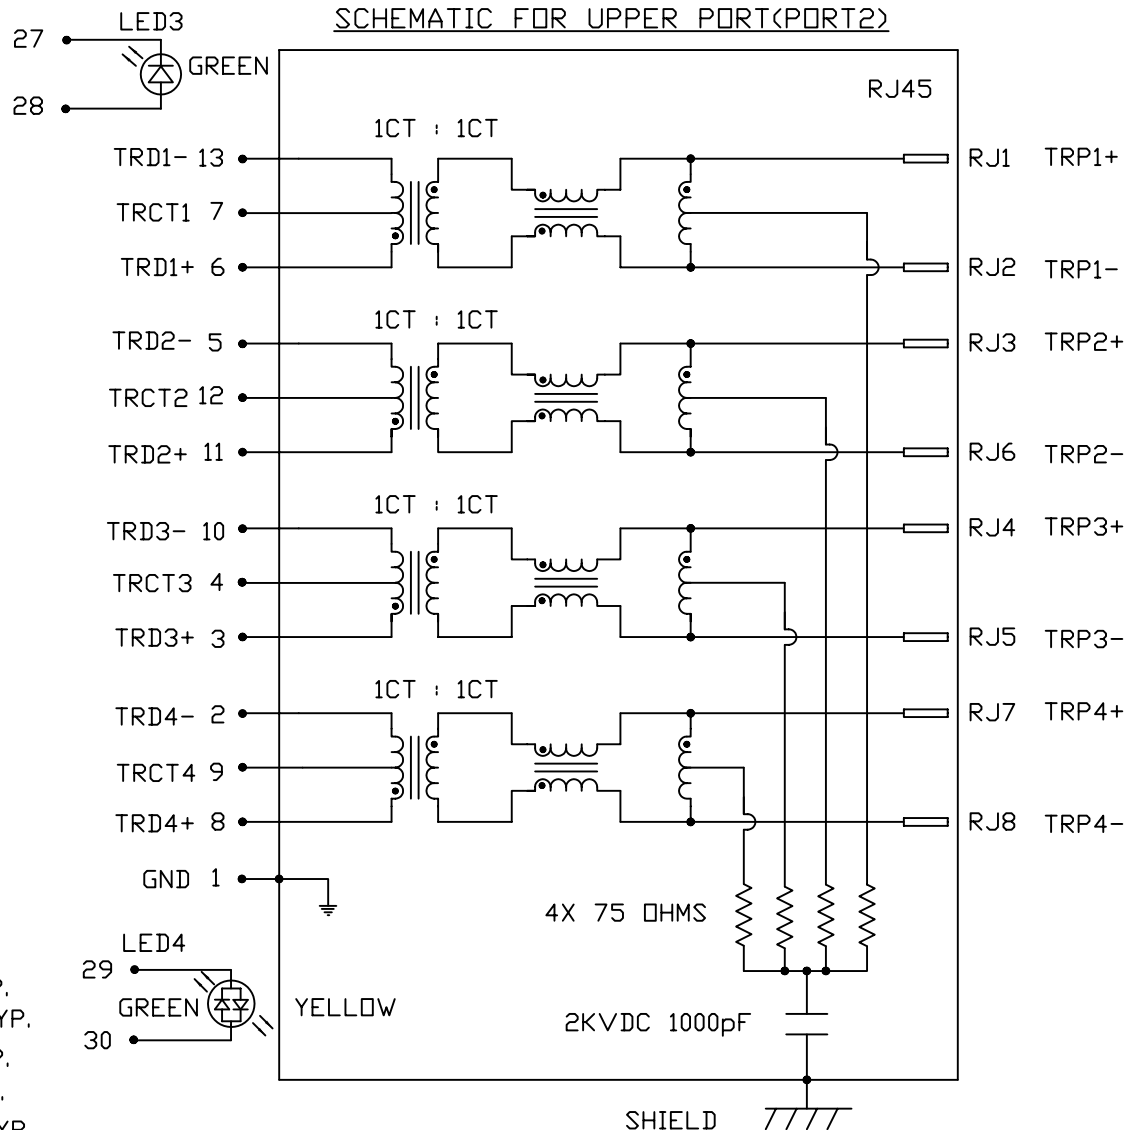 SCHEMATIC FOR UPPER PORT(PORT2)
LED3
27
GREEN
28
RJ45
1CT : 1CT
TRD1- 13
RJ1 TRP1+
TRCT1 7
TRD1+ 6
RJ2 TRP1-
1CT : 1CT
TRD2- 5
RJ3 TRP2+
TRCT2 12
TRD2+ 11
RJ6 TRP2-
1CT : 1CT
TRD3- 10
RJ4 TRP3+
TRCT3 4
TRD3+ 3
RJ5 TRP3-
1CT : 1CT
TRD4- 2
RJ7 TRP4+
TRCT4 9
TRD4+ 8
RJ8 TRP4-
GND 1
4X 75 OHMS
LED4
29
GREEN
YELLOW
30
2KVDC 1000pF
SHIELD